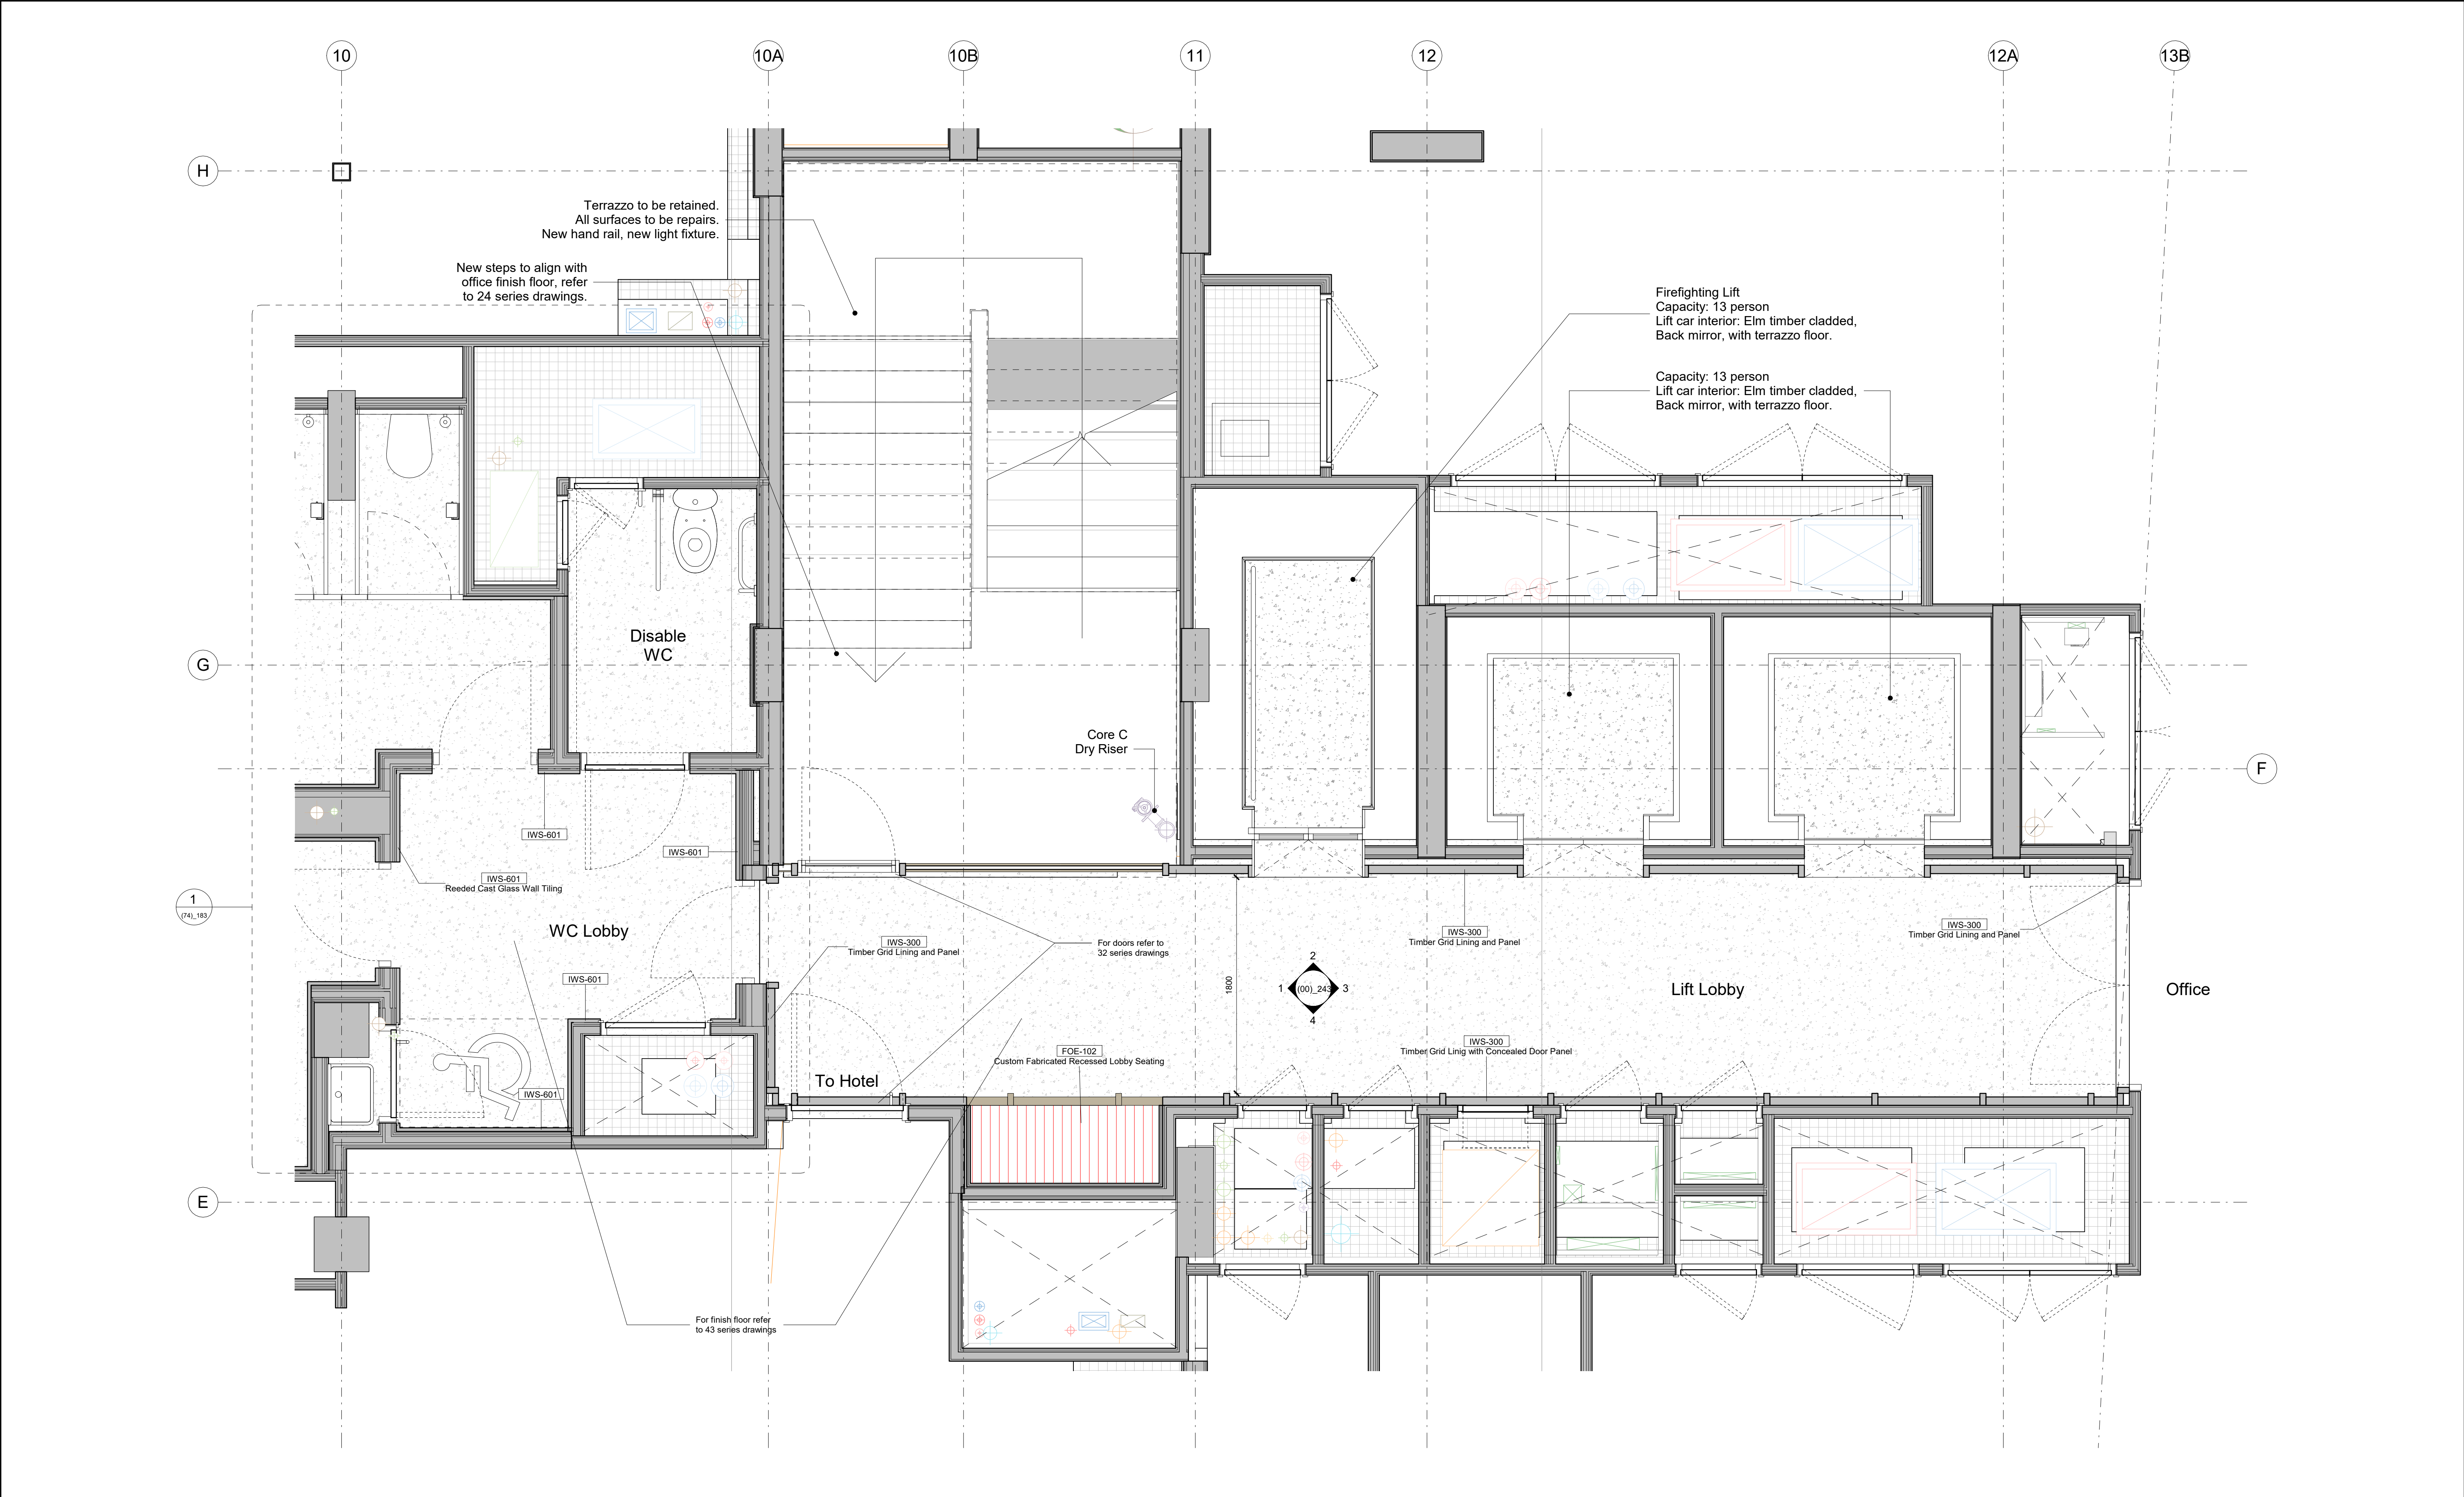 10
10A
10B
11
12
12A
13B
H
Terrazzo to be retained.
All surfaces to be repairs.
New hand rail, new light fixture.
New steps to align with
office finish floor, refer
to 24 series drawings.
Firefighting Lift
Capacity: 13 person
Lift car interior: Elm timber cladded,
Back mirror, with terrazzo floor.
Capacity: 13 person
Lift car interior: Elm timber cladded,
Back mirror, with terrazzo floor.
Disable
WC
G
Core C
Dry Riser
F
IWS-601
IWS-601
IWS-601
Reeded Cast Glass Wall Tiling
1
(74)_183
WC Lobby
IWS-300
Timber Grid Lining and Panel
For doors refer to
32 series drawings
IWS-300
Timber Grid Lining and Panel
IWS-300
Timber Grid Lining and Panel
IWS-601
1800
2
1
(00)_243
3
4
Lift Lobby
Office
IWS-601
To Hotel
FOE-102
Custom Fabricated Recessed Lobby Seating
IWS-300
Timber Grid Linig with Concealed Door Panel
E
For finish floor refer
to 43 series drawings